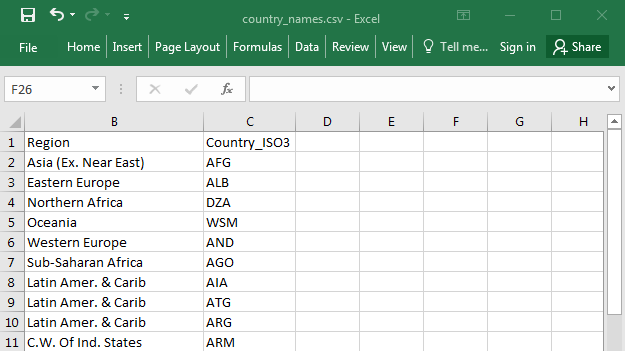 country_names.csv - Excel
File Home Insert Page Layout Formulas Data Review View Tell me... Sign in Share
F26 fx
B C D E F G H
1 Region Country_ISO3
2 Asia (Ex. Near East) AFG
3 Eastern Europe ALB
4 Northern Africa DZA
5 Oceania WSM
6 Western Europe AND
7 Sub-Saharan Africa AGO
8 Latin Amer. & Carib AIA
9 Latin Amer. & Carib ATG
10 Latin Amer. & Carib ARG
11 C.W. Of Ind. States ARM